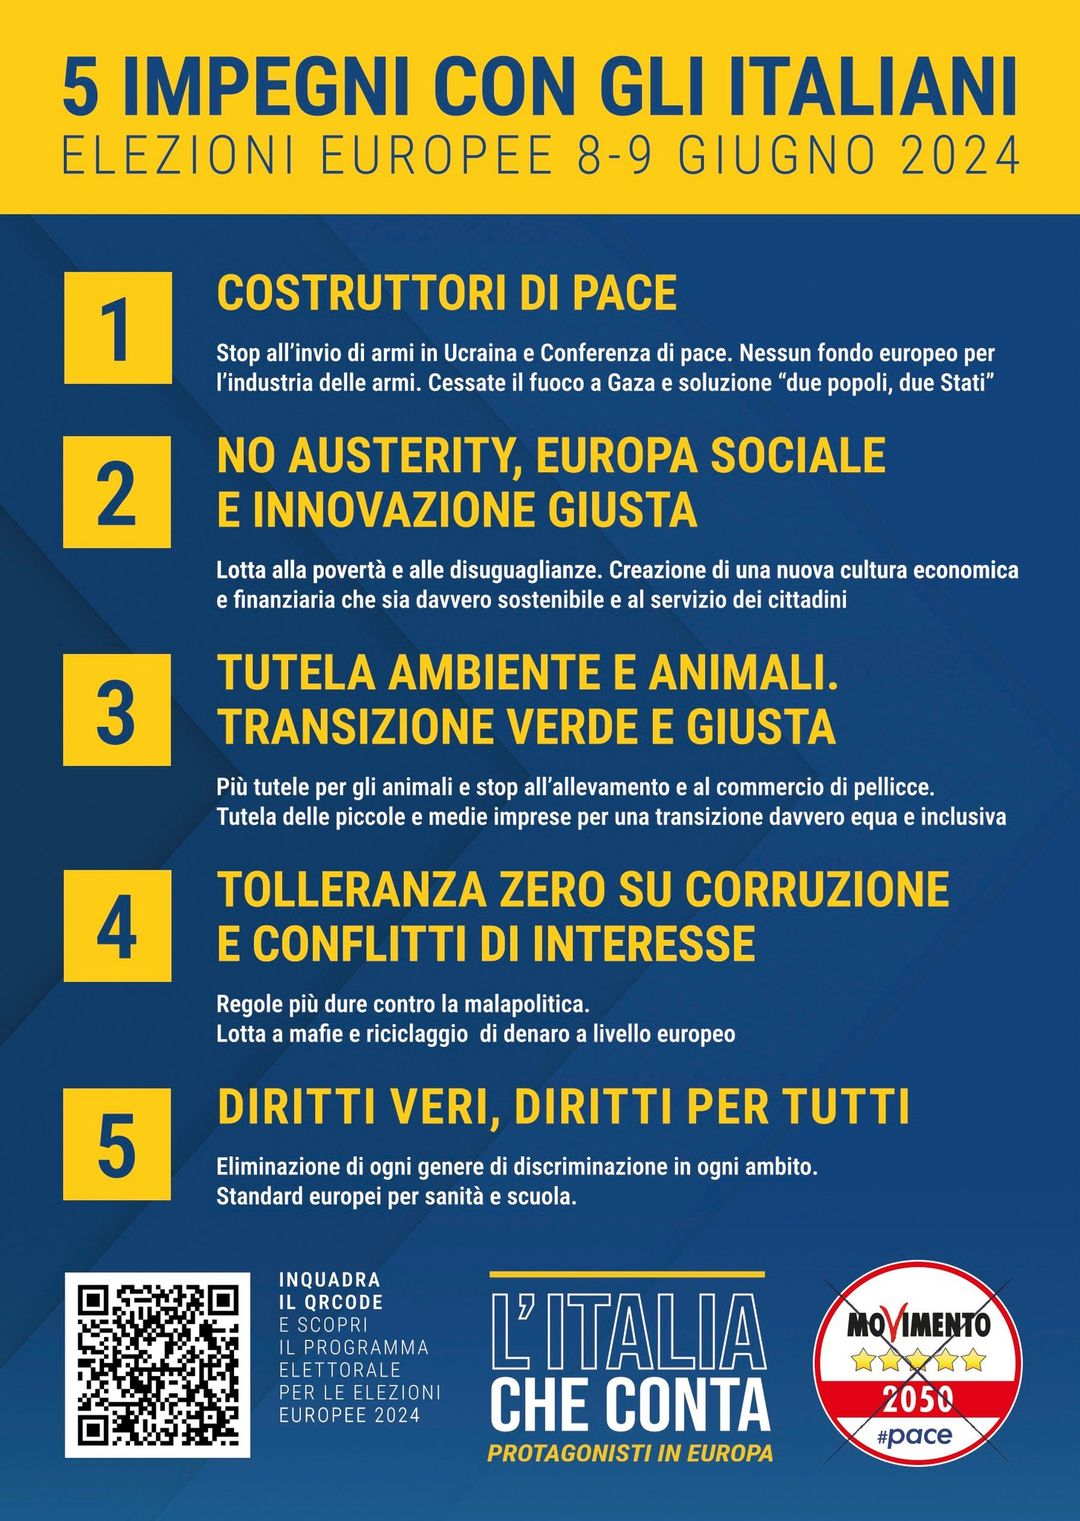 5 IMPEGNI CON GLI ITALIANI
ELEZIONI EUROPEE 8-9 GIUGNO 2024
1
COSTRUTTORI DI PACE
Stop all’invio di armi in Ucraina e Conferenza di pace. Nessun fondo europeo per
l’industria delle armi. Cessate il fuoco a Gaza e soluzione “due popoli, due Stati”
2
NO AUSTERITY, EUROPA SOCIALE
E INNOVAZIONE GIUSTA
Lotta alla povertà e alle disuguaglianze. Creazione di una nuova cultura economica
e finanziaria che sia davvero sostenibile e al servizio dei cittadini
3
TUTELA AMBIENTE E ANIMALI.
TRANSIZIONE VERDE E GIUSTA
Più tutele per gli animali e stop all’allevamento e al commercio di pellicce.
Tutela delle piccole e medie imprese per una transizione davvero equa e inclusiva
4
TOLLERANZA ZERO SU CORRUZIONE
E CONFLITTI DI INTERESSE
Regole più dure contro la malapolitica.
Lotta a mafie e riciclaggio  di denaro a livello europeo
5
DIRITTI VERI, DIRITTI PER TUTTI
Eliminazione di ogni genere di discriminazione in ogni ambito.
Standard europei per sanità e scuola.
INQUADRA
IL QRCODE
E SCOPRI
IL PROGRAMMA
ELETTORALE
PER LE ELEZIONI
EUROPEE 2024
L’ITALIA
CHE CONTA
PROTAGONISTI IN EUROPA
MOVIMENTO
2050
#pace